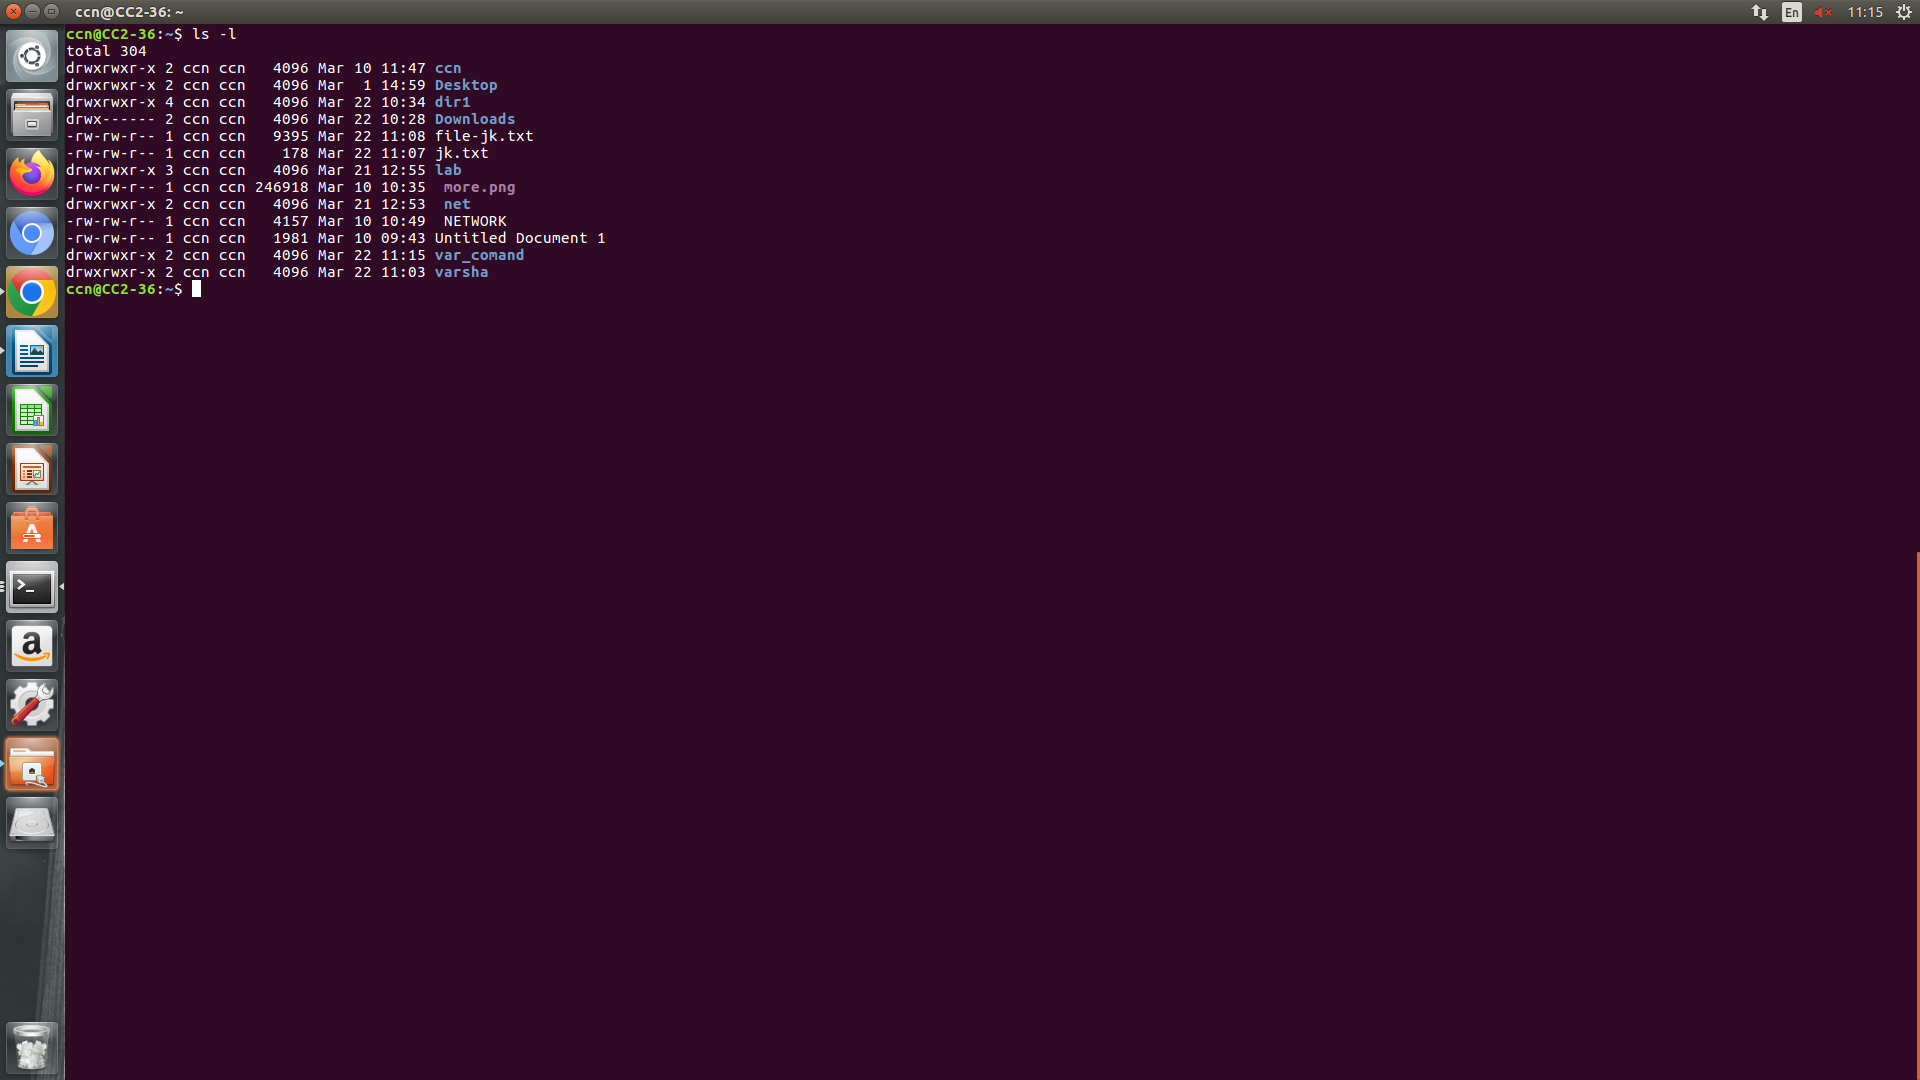 ccn@CC2-36: ~
En
11:15
ccn@CC2-36:~$ ls -l
total 304
drwxrwxr-x 2 ccn ccn   4096 Mar 10 11:47 ccn
drwxrwxr-x 2 ccn ccn   4096 Mar  1 14:59 Desktop
drwxrwxr-x 4 ccn ccn   4096 Mar 22 10:34 dir1
drwx------ 2 ccn ccn   4096 Mar 22 10:28 Downloads
-rw-rw-r-- 1 ccn ccn   9395 Mar 22 11:08 file-jk.txt
-rw-rw-r-- 1 ccn ccn    178 Mar 22 11:07 jk.txt
drwxrwxr-x 3 ccn ccn   4096 Mar 21 12:55 lab
-rw-rw-r-- 1 ccn ccn 246918 Mar 10 10:35  more.png
drwxrwxr-x 2 ccn ccn   4096 Mar 21 12:53  net
-rw-rw-r-- 1 ccn ccn   4157 Mar 10 10:49  NETWORK
-rw-rw-r-- 1 ccn ccn   1981 Mar 10 09:43 Untitled Document 1
drwxrwxr-x 2 ccn ccn   4096 Mar 22 11:15 var_comand
drwxrwxr-x 2 ccn ccn   4096 Mar 22 11:03 varsha
ccn@CC2-36:~$